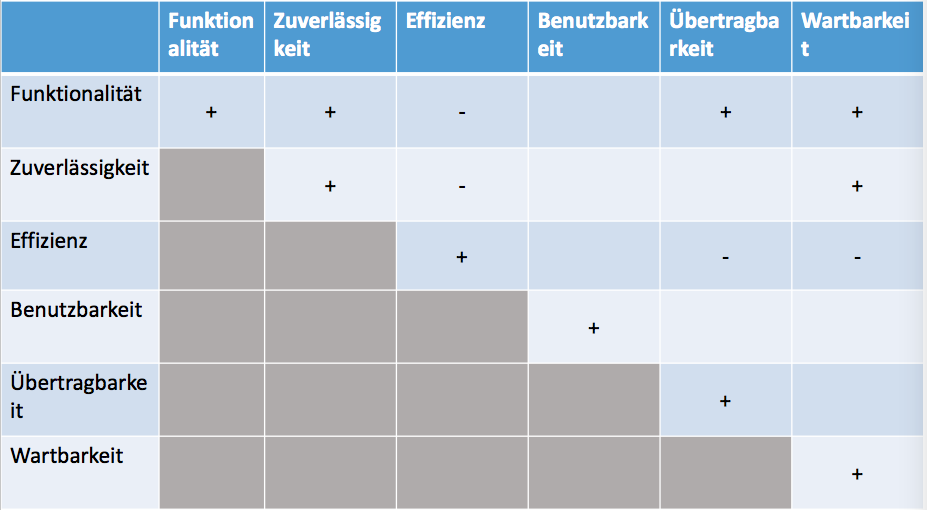 Funktion Zuverlässig Effizienz Benutzbark Übertragba Wartbarkei
alität keit eit rkeit t
Funktionalität + + - + +
Zuverlässigkeit + - +
Effizienz + - -
Benutzbarkeit +
Übertragbarke
it +
Wartbarkeit +